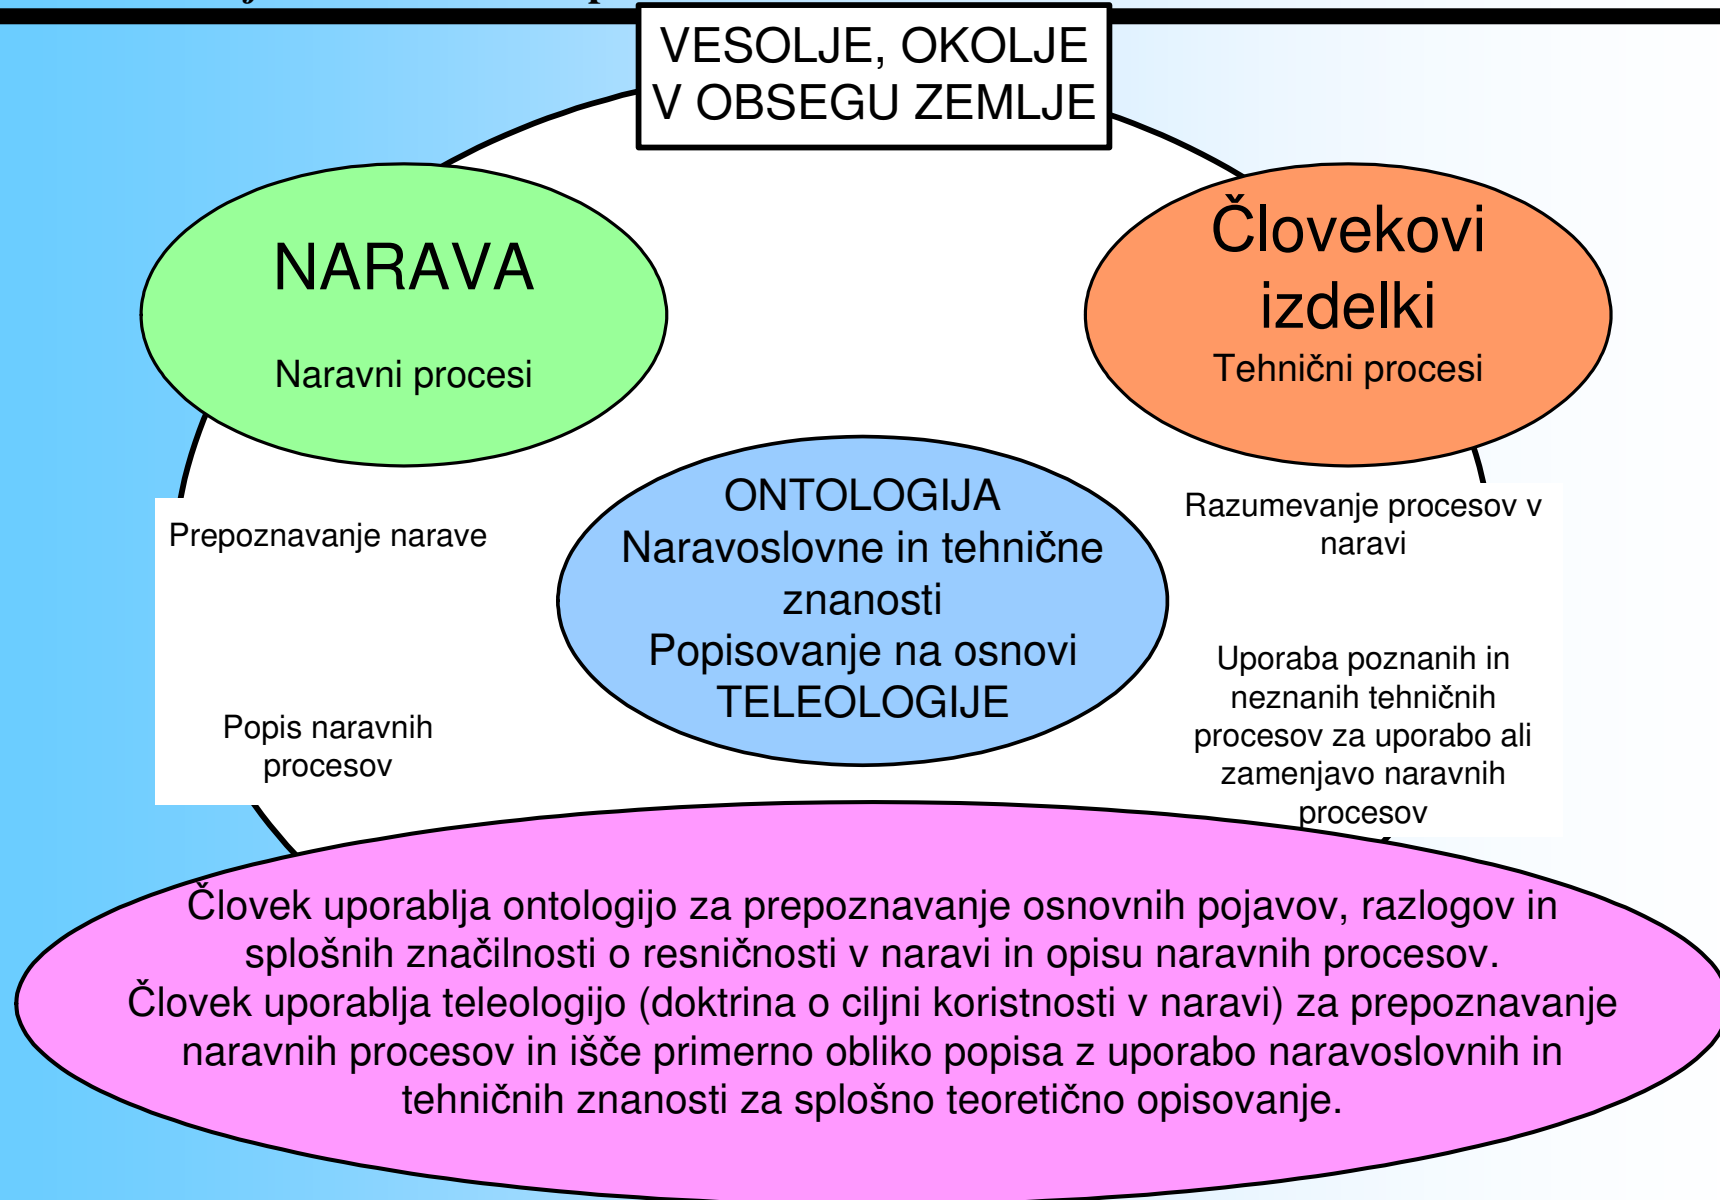 VESOLJE, OKOLJE
V OBSEGU ZEMLJE
NARAVA
Naravni procesi
Človekovi
izdelki
Tehnični procesi
ONTOLOGIJA
Naravoslovne in tehnične
znanosti
Popisovanje na osnovi
TELEOLOGIJE
Prepoznavanje narave
Popis naravnih
procesov
Razumevanje procesov v
naravi
Uporaba poznanih in
neznanih tehničnih
procesov za uporabo ali
zamenjavo naravnih
procesov
Človek uporablja ontologijo za prepoznavanje osnovnih pojavov, razlogov in
splošnih značilnosti o resničnosti v naravi in opisu naravnih procesov.
Človek uporablja teleologijo (doktrina o ciljni koristnosti v naravi) za prepoznavanje
naravnih procesov in išče primerno obliko popisa z uporabo naravoslovnih in
tehničnih znanosti za splošno teoretično opisovanje.